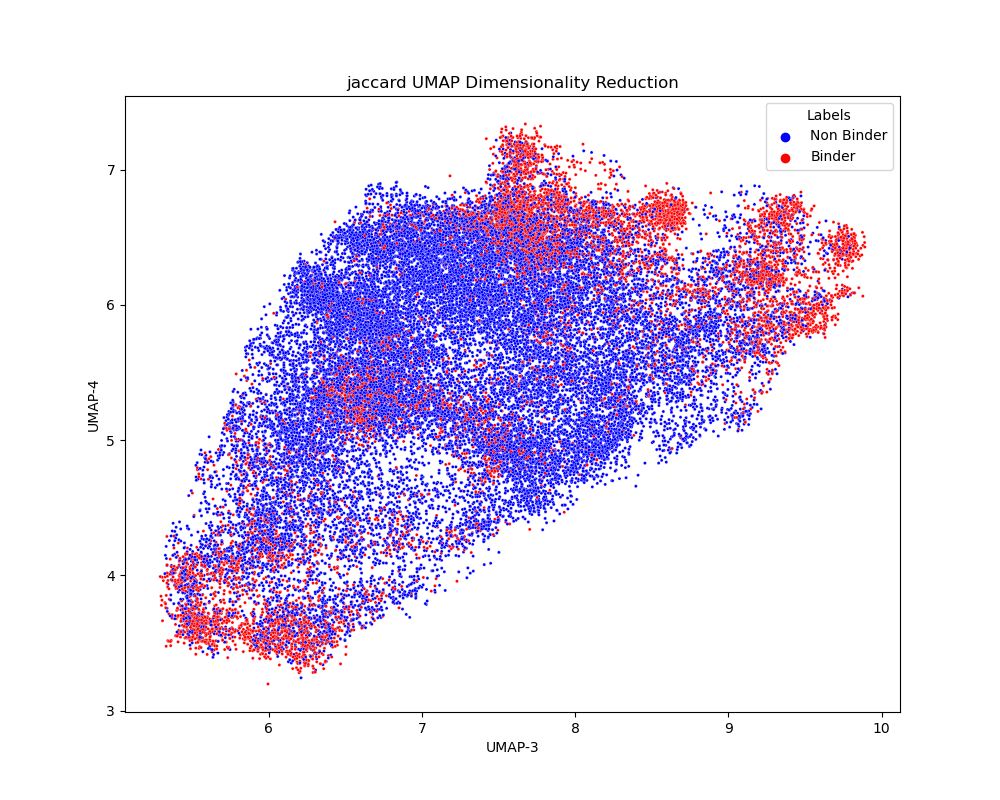 jaccard UMAP Dimensionality Reduction
Labels
Non Binder
Binder
7
6
5
4
3
UMAP-4
6 7 8 9 10
UMAP-3